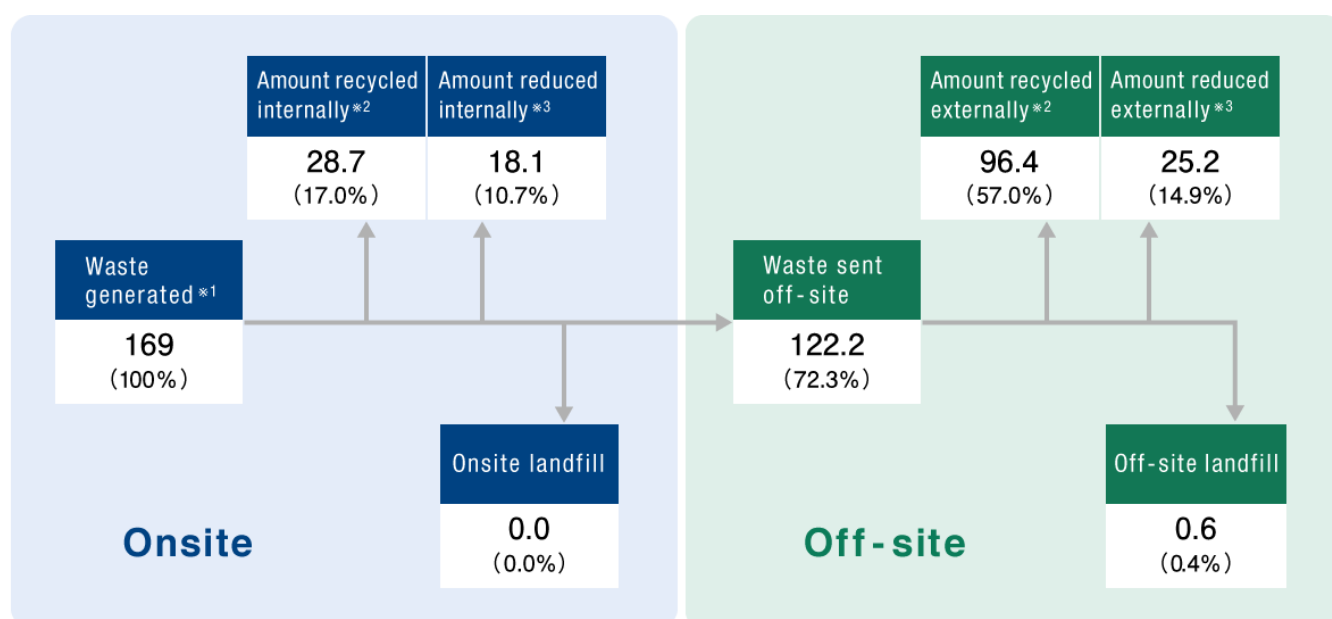 Amount recycled
internally※2
28.7
(17.0%)
Amount reduced
internally※3
18.1
(10.7%)
Waste
generated※1
169
(100%)
Onsite landfill
0.0
(0.0%)
Onsite
Amount recycled
externally※2
96.4
(57.0%)
Amount reduced
externally※3
25.2
(14.9%)
Waste sent
off-site
122.2
(72.3%)
Off-site landfill
0.6
(0.4%)
Off-site